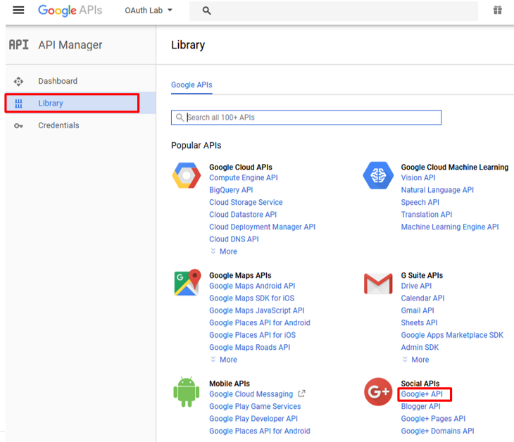 Google APIs
OAuth Lab
API API Manager
Library
Dashboard
Library
Credentials
Google APIs
Search all 100+ APIs
Popular APIs
Google Cloud APIs
Compute Engine API
BigQuery API
Cloud Storage Service
Cloud Datastore API
Cloud Deployment Manager API
Cloud DNS API
More
Google Cloud Machine Learning
Vision API
Natural Language API
Speech API
Translation API
Machine Learning Engine API
Google Maps APIs
Google Maps Android API
Google Maps SDK for iOS
Google Maps JavaScript API
Google Places API for Android
Google Places API for iOS
Google Maps Roads API
More
G Suite APIs
Drive API
Calendar API
Gmail API
Sheets API
Google Apps Marketplace SDK
Admin SDK
More
Mobile APIs
Google Cloud Messaging
Google Play Game Services
Google Play Developer API
Google Places API for Android
G+
Social APIs
Google+ API
Blogger API
Google+ Pages API
Google+ Domains API